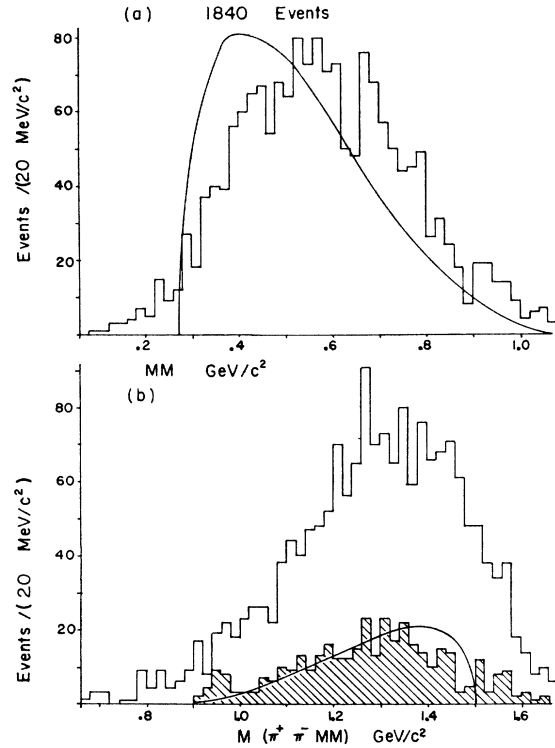 (a) 1840 Events
80
60
40
20
Events /(20 MeV/c²)
.2 .4 .6 .8 1.0
MM GeV/c²
(b)
80
60
40
20
Events /(20 MeV/c²)
.8 1.0 1.2 1.4 1.6
M (π⁺ π⁻ MM) GeV/c²